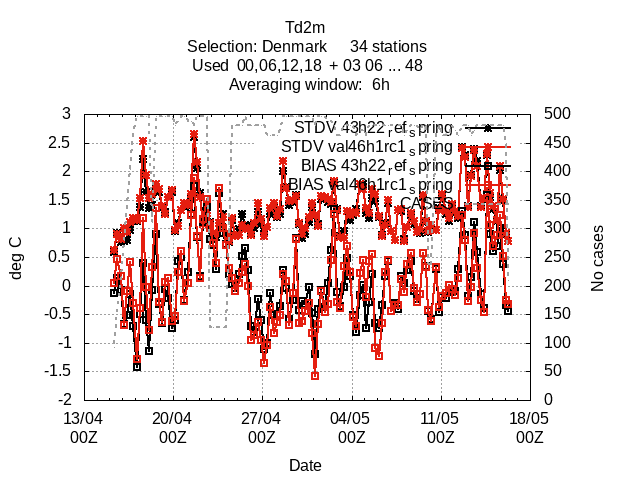 Td2m
Selection: Denmark 34 stations
Used 00,06,12,18 + 03 06 ... 48
Averaging window: 6h
3
2.5
2
1.5
1
0.5
0
-0.5
-1
-1.5
-2
deg C
500
450
400
350
300
250
200
150
100
50
0
No cases
STDV 43h22_ref_spring
STDV val46h1rc1_spring
BIAS 43h22_ref_spring
BIAS val46h1rc1_spring
CASES
13/04 00Z
20/04 00Z
27/04 00Z
04/05 00Z
11/05 00Z
18/05 00Z
Date